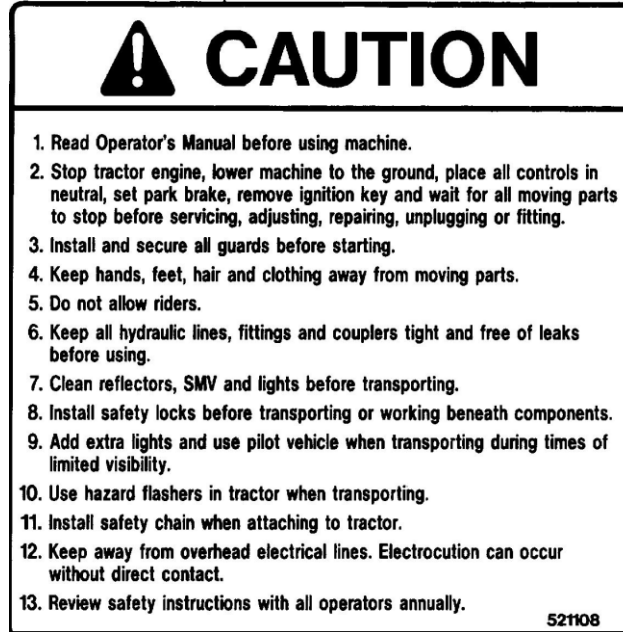 CAUTION
1. Read Operator's Manual before using machine.
2. Stop tractor engine, lower machine to the ground, place all controls in
neutral, set park brake, remove ignition key and wait for all moving parts
to stop before servicing, adjusting, repairing, unplugging or fitting.
3. Install and secure all guards before starting.
4. Keep hands, feet, hair and clothing away from moving parts.
5. Do not allow riders.
6. Keep all hydraulic lines, fittings and couplers tight and free of leaks
before using.
7. Clean reflectors, SMV and lights before transporting.
8. Install safety locks before transporting or working beneath components.
9. Add extra lights and use pilot vehicle when transporting during times of
limited visibility.
10. Use hazard flashers in tractor when transporting.
11. Install safety chain when attaching to tractor.
12. Keep away from overhead electrical lines. Electrocution can occur
without direct contact.
13. Review safety instructions with all operators annually.
521108